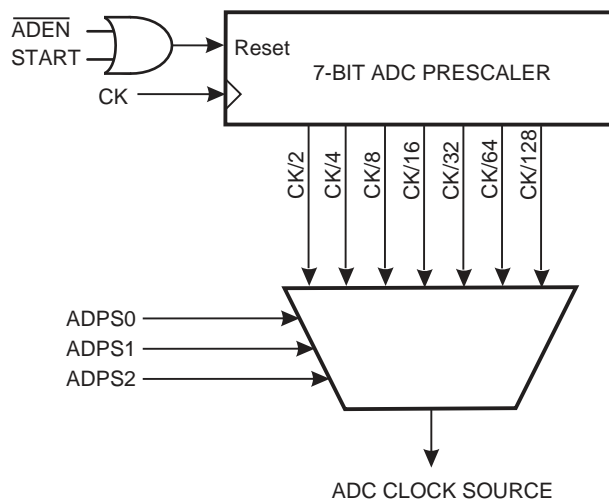 A̅D̅E̅N̅
START
Reset
7-BIT ADC PRESCALER
CK
CK/2
CK/4
CK/8
CK/16
CK/32
CK/64
CK/128
ADPS0
ADPS1
ADPS2
ADC CLOCK SOURCE